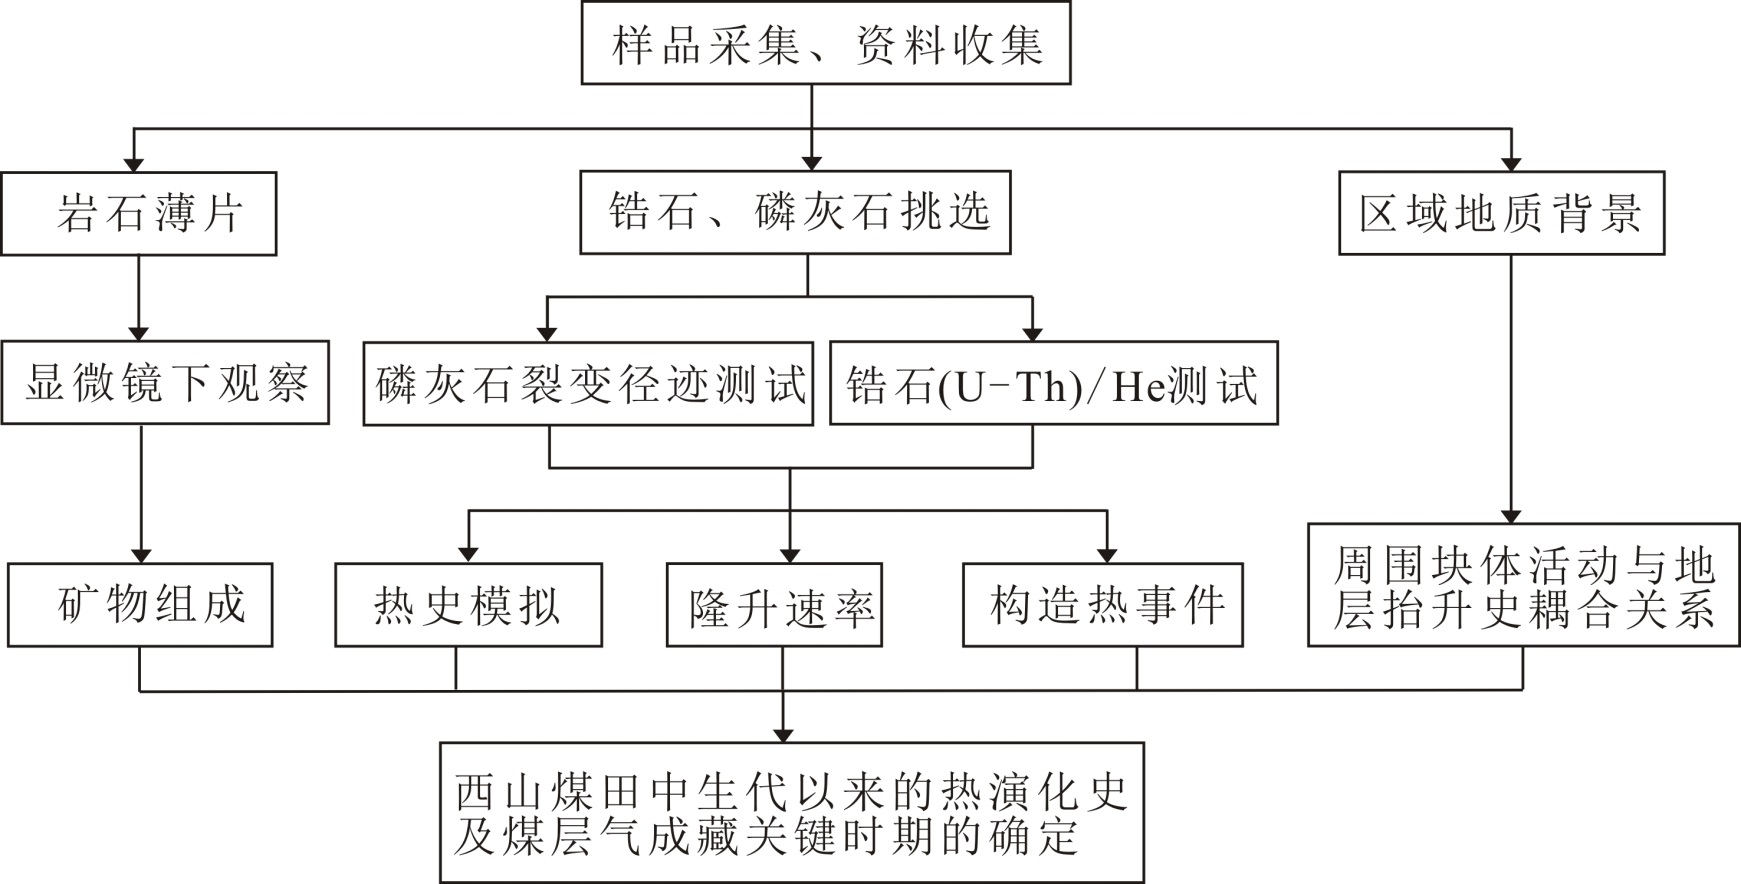 样品采集、资料收集
岩石薄片
锆石、磷灰石挑选
区域地质背景
显微镜下观察
磷灰石裂变径迹测试
锆石(U-Th)/He测试
矿物组成
热史模拟
隆升速率
构造热事件
周围块体活动与地
层抬升史耦合关系
西山煤田中生代以来的热演化史
及煤层气成藏关键时期的确定